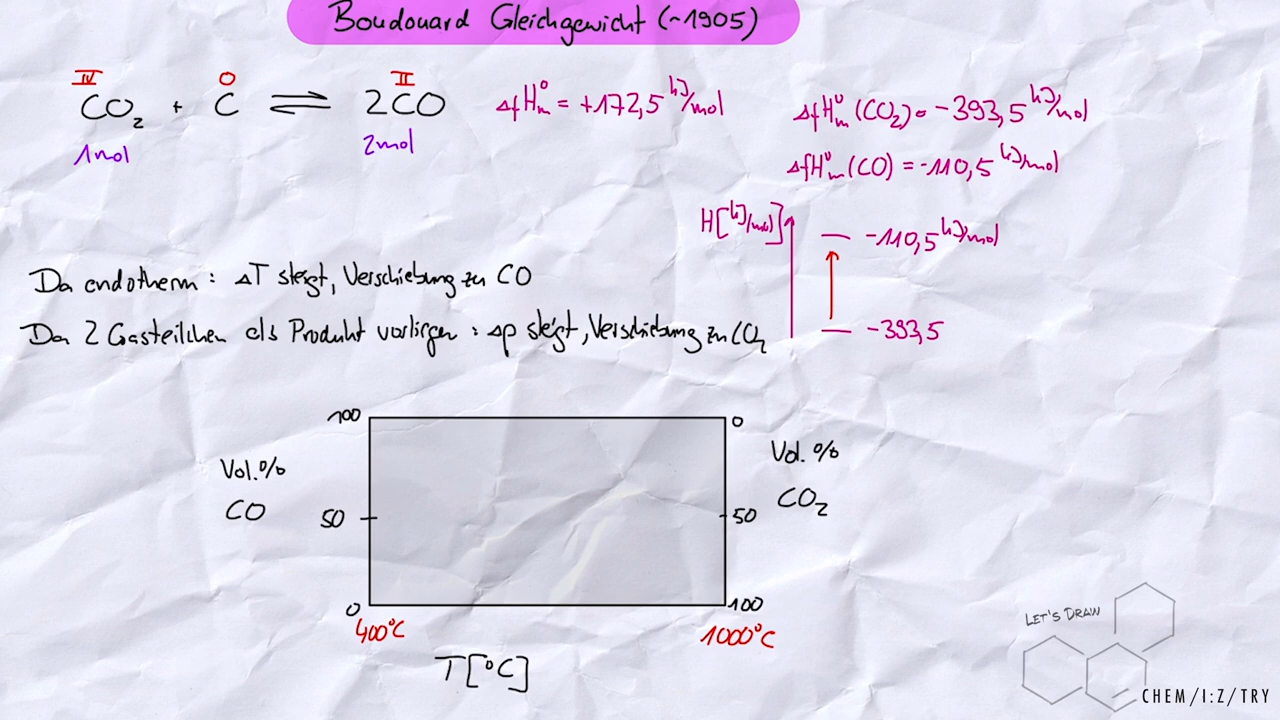 Boudouard Gleichgewicht (~1905)
IV 0 II
CO₂ + C ⇌ 2CO
1mol 2mol
ΔfH⁰m = +172,5 kJ/mol
ΔfH⁰m (CO₂) = -393,5 kJ/mol
ΔfH⁰m (CO) = -110,5 kJ/mol
H[kJ/mol]
-110,5 kJ/mol
-393,5
Da endotherm : ΔT steigt, Verschiebung zu CO
Da 2 Gasteilchen als Produkt vorliegen : Δp steigt, Verschiebung zu CO₂
100 0
Vol.% CO
50
Vol.% CO₂
50
0 100
400°C 1000°C
T[°C]
LET'S DRAW
CHEM/I:Z/TRY